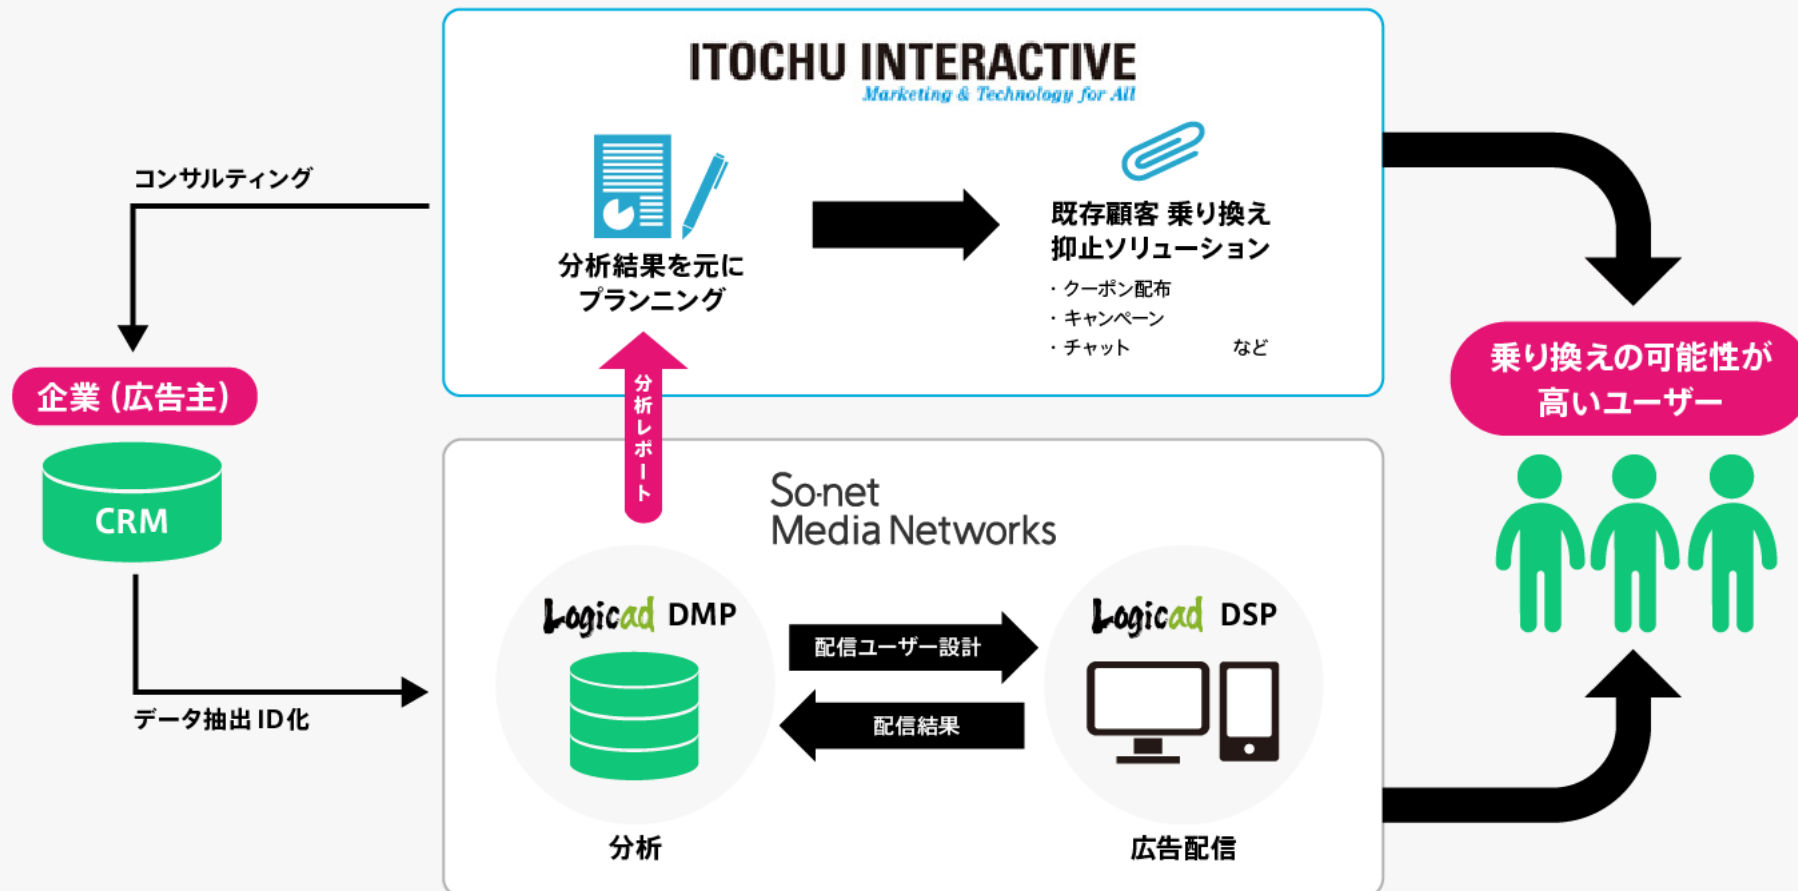 ITOCHU INTERACTIVE
Marketing & Technology for All
コンサルティング
分析結果を元に
プランニング
既存顧客 乗り換え
抑止ソリューション
・クーポン配布
・キャンペーン
・チャット など
乗り換えの可能性が
高いユーザー
企業(広告主)
CRM
分析レポート
So-net
Media Networks
Logicad DMP
配信ユーザー設計
配信結果
Logicad DSP
データ抽出 ID化
分析
広告配信